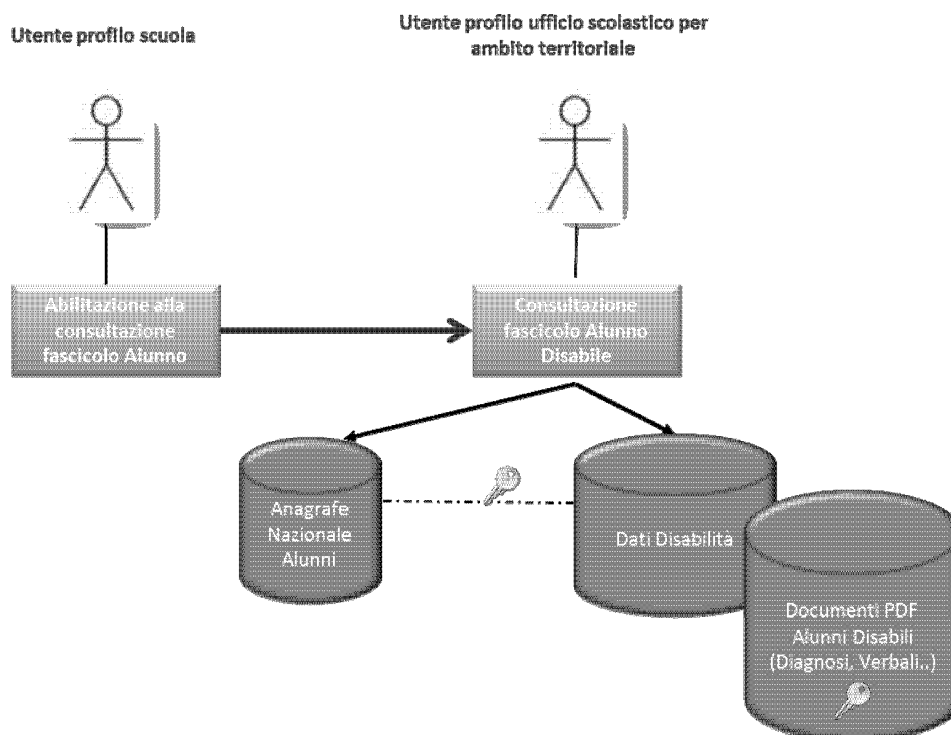 Utente profilo scuola
Utente profilo ufficio scolastico per
ambito territoriale
Abilitazione alla
consultazione
fascicolo Alunno
Consultazione
fascicolo Alunno
Disabile
Anagrafe
Nazionale
Alunni
Dati Disabilità
Documenti PDF
Alunni Disabili
(Diagnosi, Verbali..)